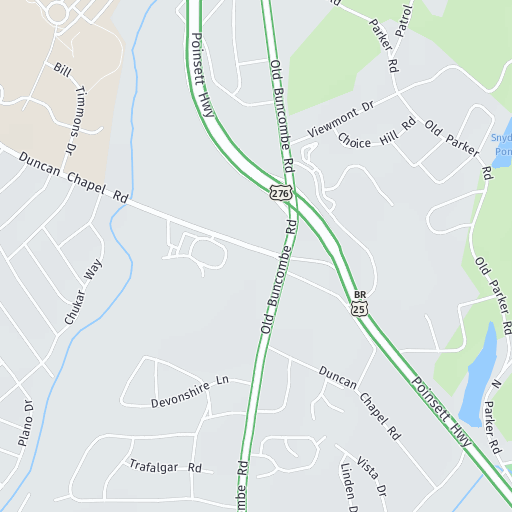 Patrol
Parker Rd
Bill Timmons Dr
Poinsett Hwy
Old Buncombe Rd
Viewmont Dr
Choice Hill Rd
Old Parker Rd
Duncan Chapel Rd
276
Old Buncombe Rd
Chukar Way
Old Parker Rd
BR
25
Devonshire Ln
Duncan Chapel Rd
Poinsett Hwy
N Parker Rd
Plano Dr
Trafalgar Rd
Vista Dr